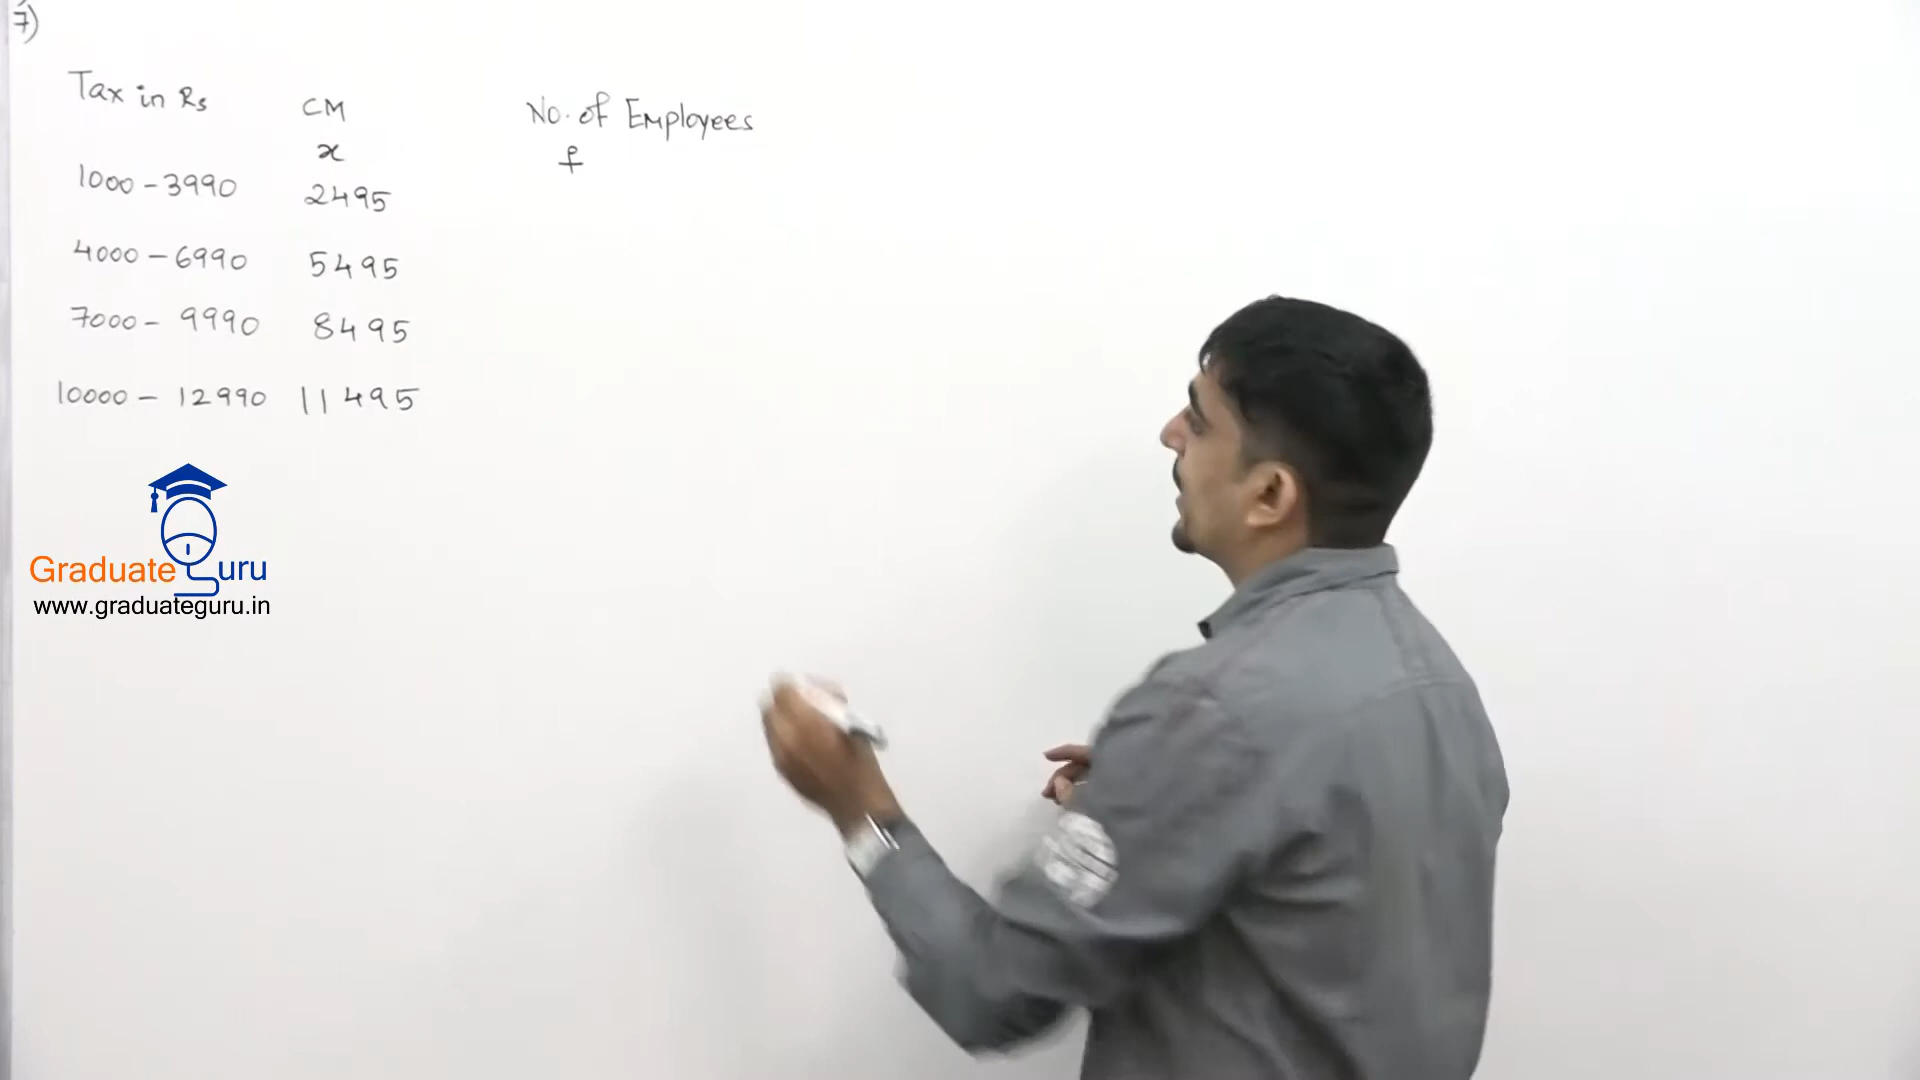 7)
Tax in Rs CM No. of Employees
x f
1000 - 3990 2495
4000 - 6990 5495
7000 - 9990 8495
10000 - 12990 11495
Graduate Guru
www.graduateguru.in